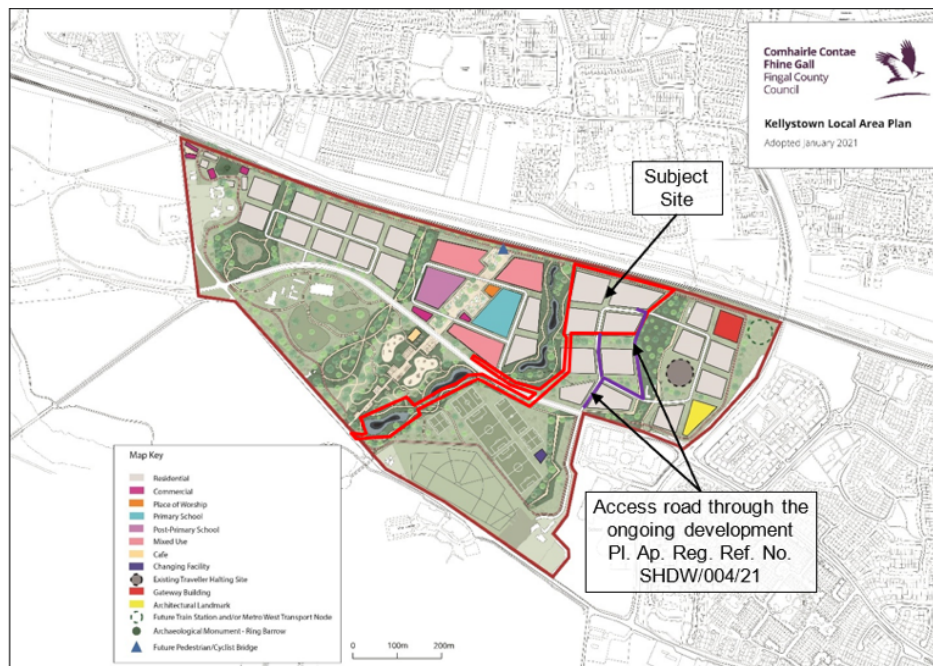 Comhairle Contae
Fhine Gall
Fingal County
Council
Kellystown Local Area Plan
Adopted January 2021
Subject
Site
Access road through the
ongoing development
Pl. Ap. Reg. Ref. No.
SHDW/004/21
Map Key
Residential
Commercial
Place of Worship
Primary School
Post-Primary School
Mixed Use
Cafe
Changing Facility
Existing Traveller Halting Site
Gateway Building
Architectural Landmark
Future Train Station and/or Metro West Transport Node
Archaeological Monument - Ring Barrow
Future Pedestrian/Cyclist Bridge
0 100m 200m